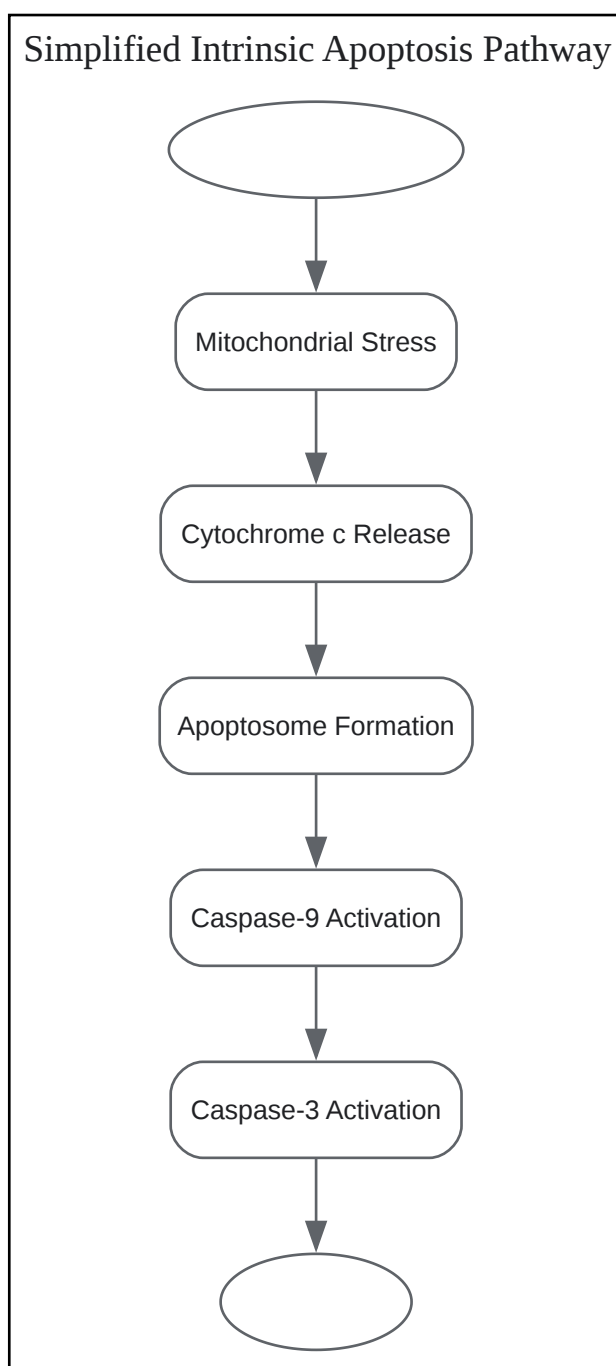 Simplified Intrinsic Apoptosis Pathway
Mitochondrial Stress
Cytochrome c Release
Apoptosome Formation
Caspase-9 Activation
Caspase-3 Activation